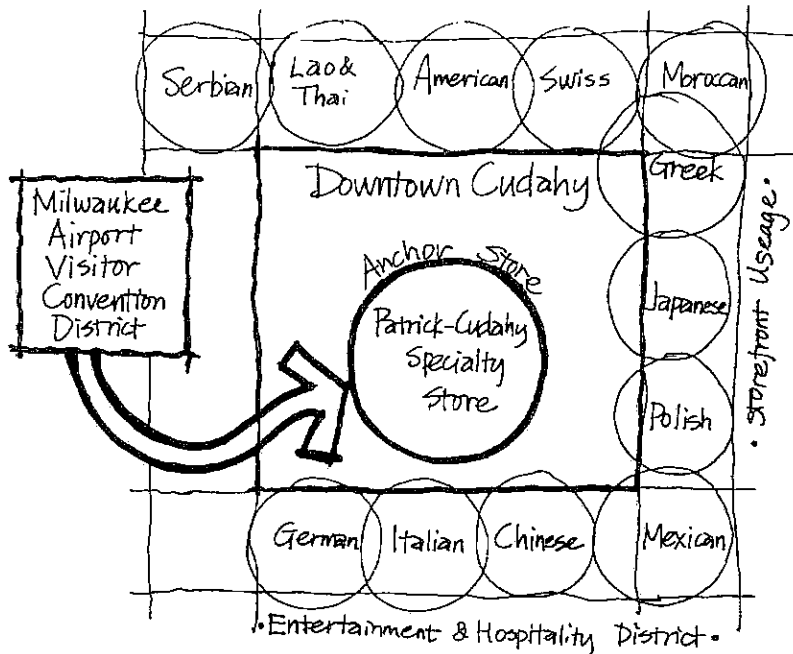 Serbian
Lao &
Thai
American
Swiss
Moroccan
Greek
Downtown Cudahy
Milwaukee
Airport
Visitor
Convention
District
Anchor Store
Patrick-Cudahy
Specialty
Store
Japanese
Polish
• Storefront Useage •
German
Italian
Chinese
Mexican
• Entertainment & Hospitality District •